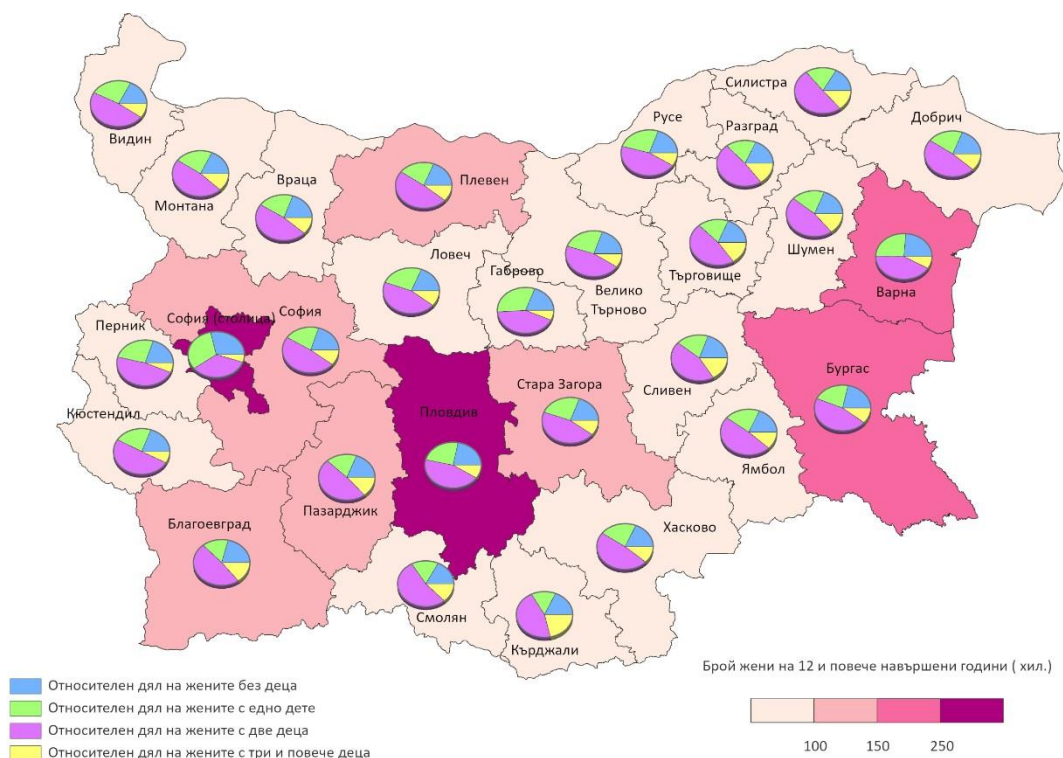 Силистра
Добрич
Русе
Разград
Видин
Плевен
Враца
Монтана
Шумен
Ловеч
Габрово
Търговище
Велико
Търново
Варна
Перник
София (столица)
София
Сливен
Бургас
Стара Загора
Кюстендил
Пловдив
Ямбол
Пазарджик
Благоевград
Хасково
Смолян
Кърджали
Относителен дял на жените без деца
Относителен дял на жените с едно дете
Относителен дял на жените с две деца
Относителен дял на жените с три и повече деца
Брой жени на 12 и повече навършени години ( хил.)
100 150 250